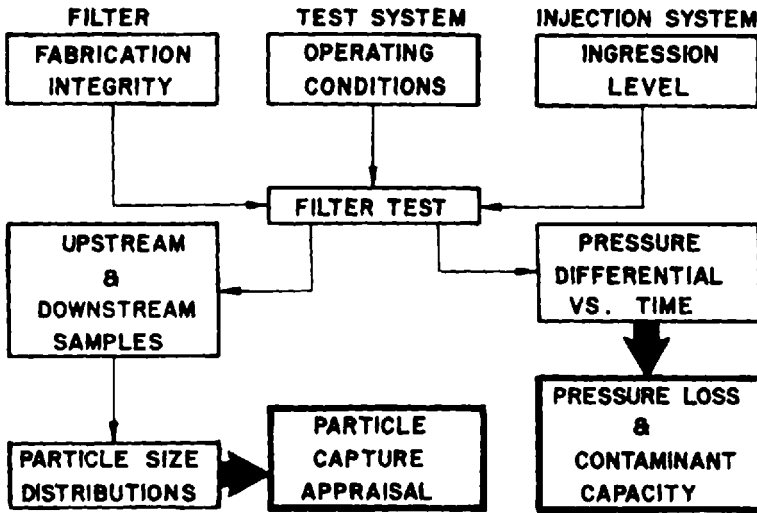 FILTER
TEST SYSTEM
INJECTION SYSTEM
FABRICATION
INTEGRITY
OPERATING
CONDITIONS
INGRESSION
LEVEL
FILTER TEST
UPSTREAM
&
DOWNSTREAM
SAMPLES
PRESSURE
DIFFERENTIAL
VS. TIME
PARTICLE SIZE
DISTRIBUTIONS
PARTICLE
CAPTURE
APPRAISAL
PRESSURE LOSS
&
CONTAMINANT
CAPACITY